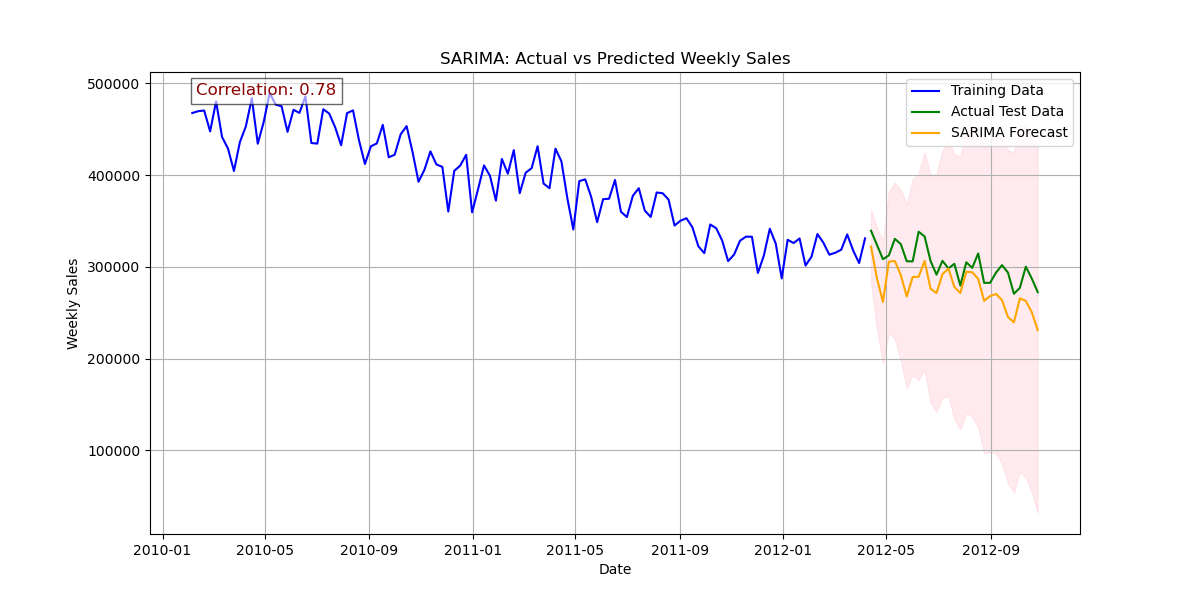 SARIMA: Actual vs Predicted Weekly Sales
Correlation: 0.78
Training Data
Actual Test Data
SARIMA Forecast
500000
400000
300000
200000
100000
Weekly Sales
2010-01 2010-05 2010-09 2011-01 2011-05 2011-09 2012-01 2012-05 2012-09
Date